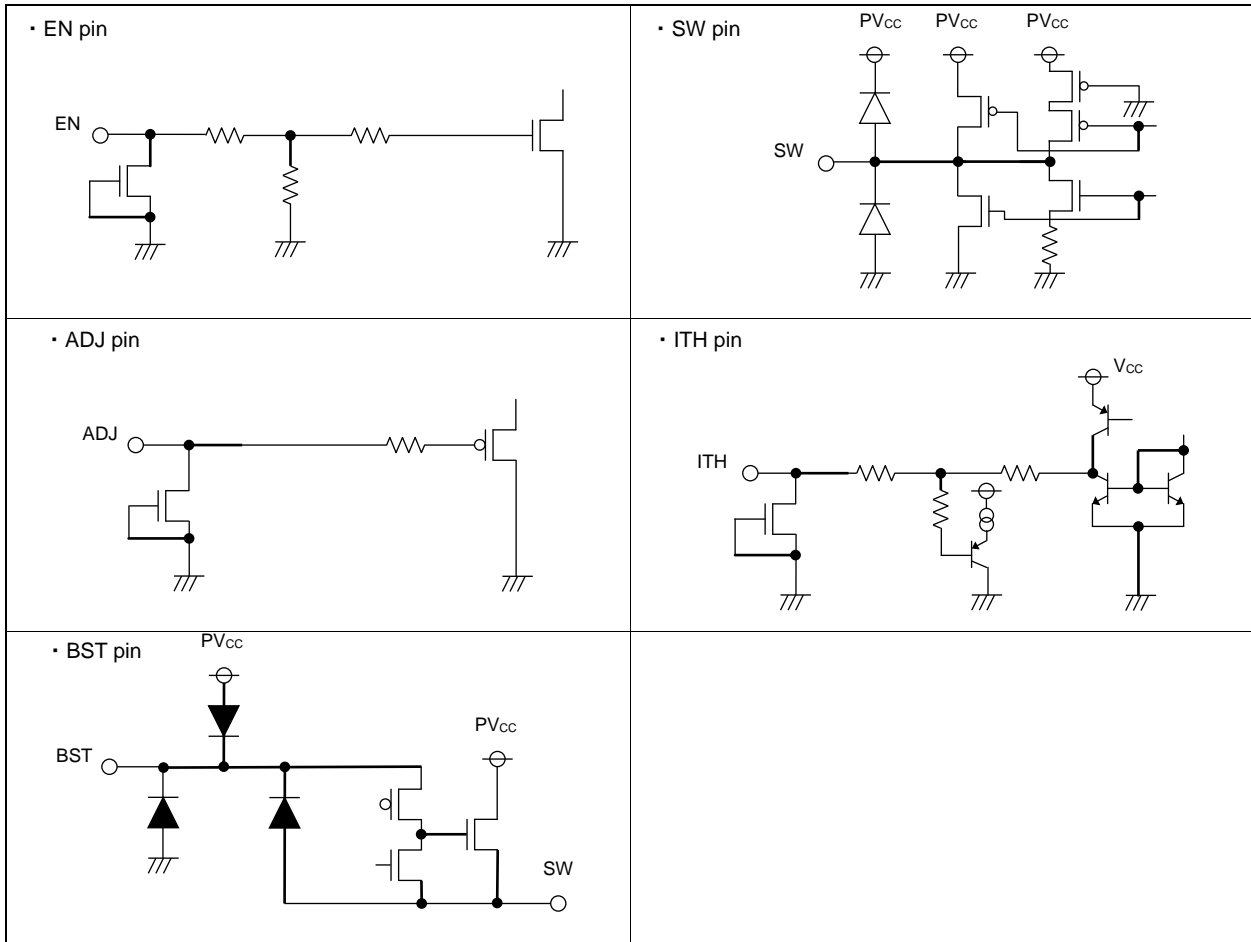 ・ EN pin
EN
・ SW pin
PVCC PVCC PVCC
SW
・ ADJ pin
ADJ
・ ITH pin
VCC
ITH
・ BST pin
PVCC
PVCC
BST
SW